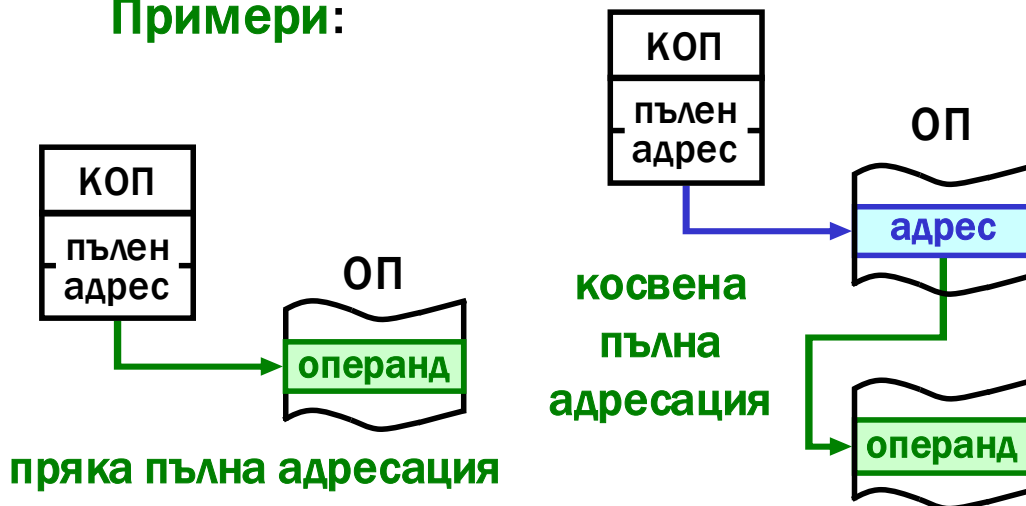 Примери:
КОП
пълен
адрес
ОП
операнд
пряка пълна адресация
КОП
пълен
адрес
ОП
адрес
косвена
пълна
адресация
операнд